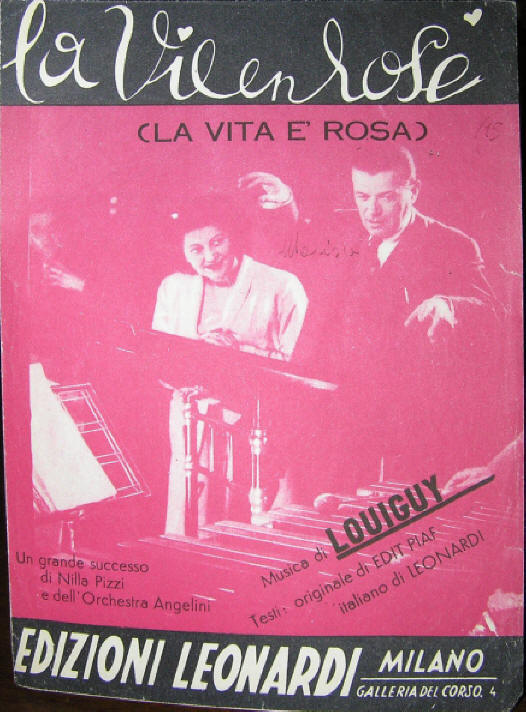 la Vie en rose
(LA VITA E' ROSA)
Un grande successo
di Nilla Pizzi
e dell'Orchestra Angelini
Musica di LOUIGUY
Testi: originale di EDIT PIAF
italiano di LEONARDI
EDIZIONI LEONARDI MILANO
GALLERIA DEL CORSO, 4